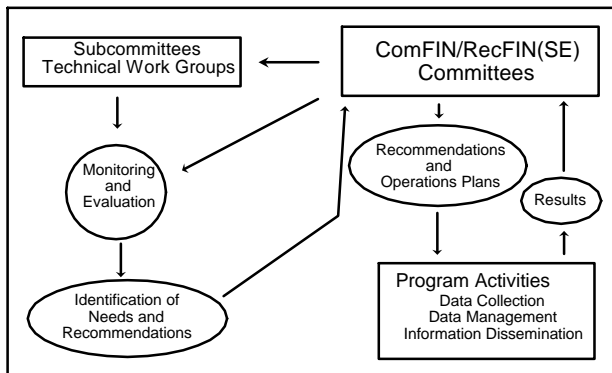 Subcommittees
Technical Work Groups
ComFIN/RecFIN(SE)
Committees
Monitoring
and
Evaluation
Recommendations
and
Operations Plans
Results
Identification of
Needs and
Recommendations
Program Activities
Data Collection
Data Management
Information Dissemination